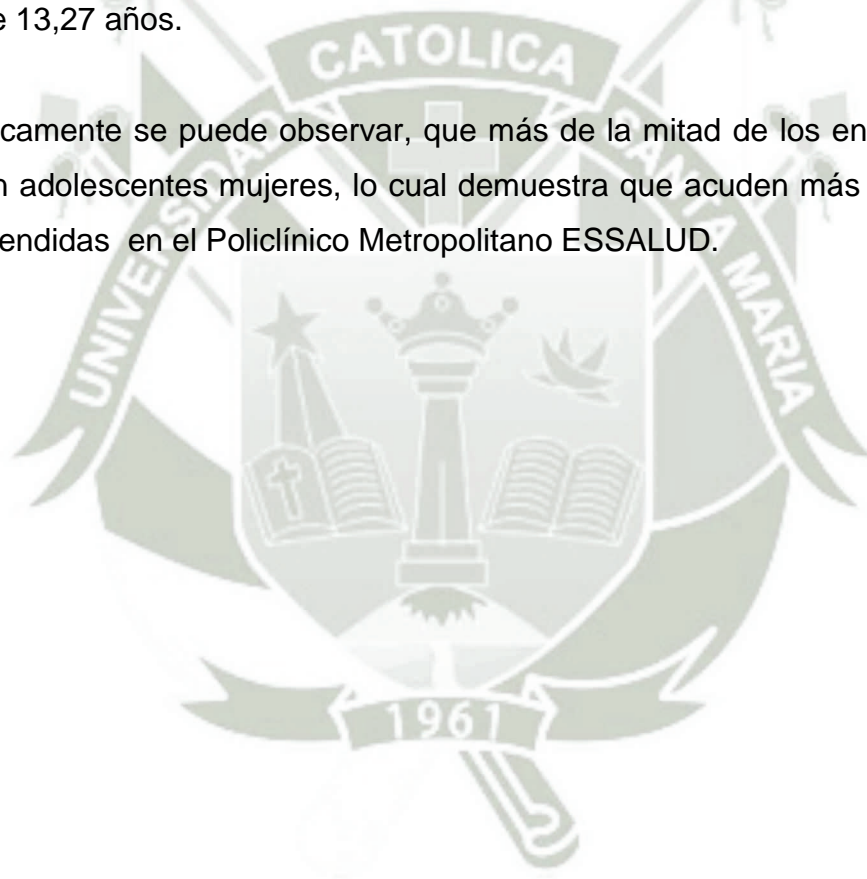 e 13,27 años.
camente se puede observar, que más de la mitad de los en
n adolescentes mujeres, lo cual demuestra que acuden más
endidas en el Policlínico Metropolitano ESSALUD.
UNIVERSIDAD CATOLICA SANTA MARIA
1961